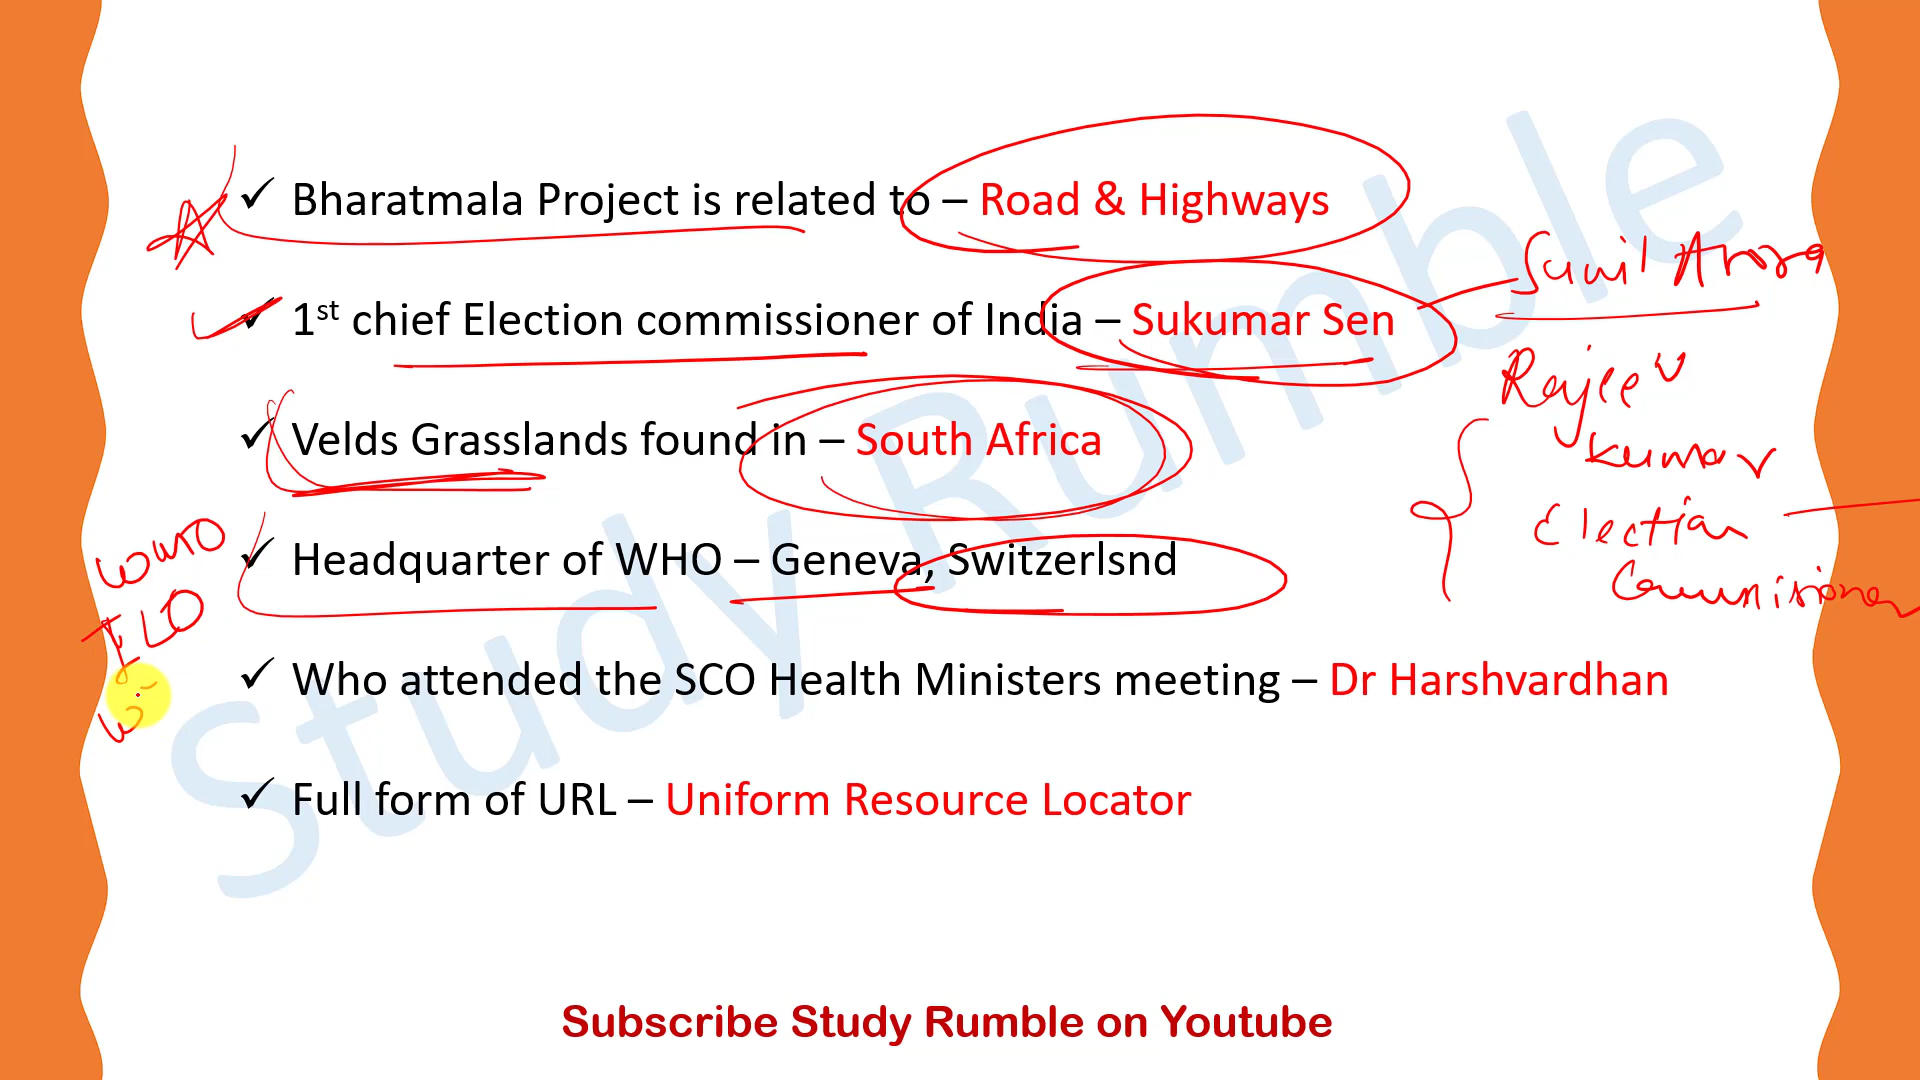 ✓ Bharatmala Project is related to – Road & Highways
Sunil Arora
✓ 1st chief Election commissioner of India – Sukumar Sen
Rajeev
Kumar
✓ Velds Grasslands found in – South Africa
Election
Commissioner
✓ Headquarter of WHO – Geneva, Switzerlsnd
ILO
W
✓ Who attended the SCO Health Ministers meeting – Dr Harshvardhan
✓ Full form of URL – Uniform Resource Locator
Study Rumble
Subscribe Study Rumble on Youtube